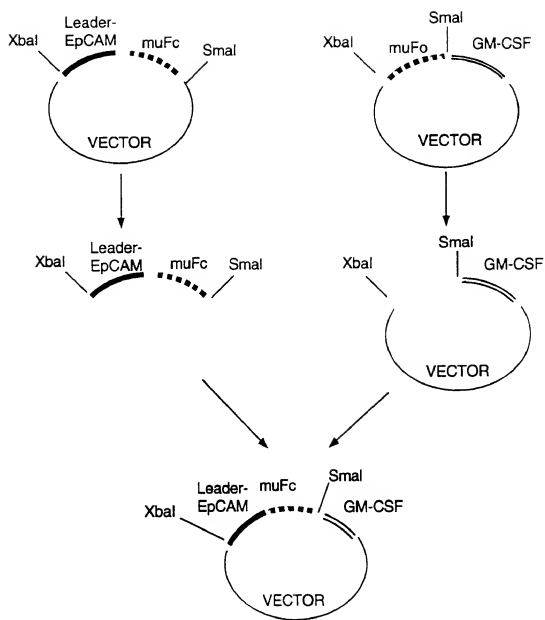 Leader-
EpCAM
muFc
XbaI
SmaI
VECTOR
SmaI
muFo
GM-CSF
XbaI
VECTOR
Leader-
EpCAM
muFc
XbaI
SmaI
VECTOR
SmaI
GM-CSF
XbaI
Leader-
EpCAM
muFc
SmaI
GM-CSF
XbaI
VECTOR